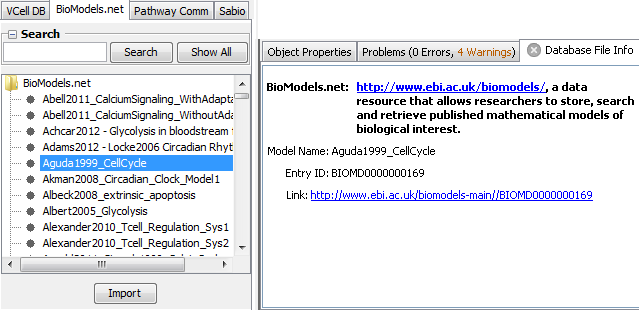 VCell DB
BioModels.net
Pathway Comm
Sabio
Search
Search
Show All
BioModels.net
Abell2011_CalciumSignaling_WithAdapta
Abell2011_CalciumSignaling_WithoutAda
Achcar2012 - Glycolysis in bloodstream f
Adams2012 - Locke2006 Circadian Rhyt
Aguda1999_CellCycle
Akman2008_Circadian_Clock_Model1
Albeck2008_extrinsic_apoptosis
Albert2005_Glycolysis
Alexander2010_Tcell_Regulation_Sys1
Alexander2010_Tcell_Regulation_Sys2
Import
Object Properties
Problems (0 Errors, 4 Warnings)
Database File Info
BioModels.net: http://www.ebi.ac.uk/biomodels/, a data
resource that allows researchers to store, search
and retrieve published mathematical models of
biological interest.
Model Name: Aguda1999_CellCycle
Entry ID: BIOMD0000000169
Link: http://www.ebi.ac.uk/biomodels-main//BIOMD0000000169